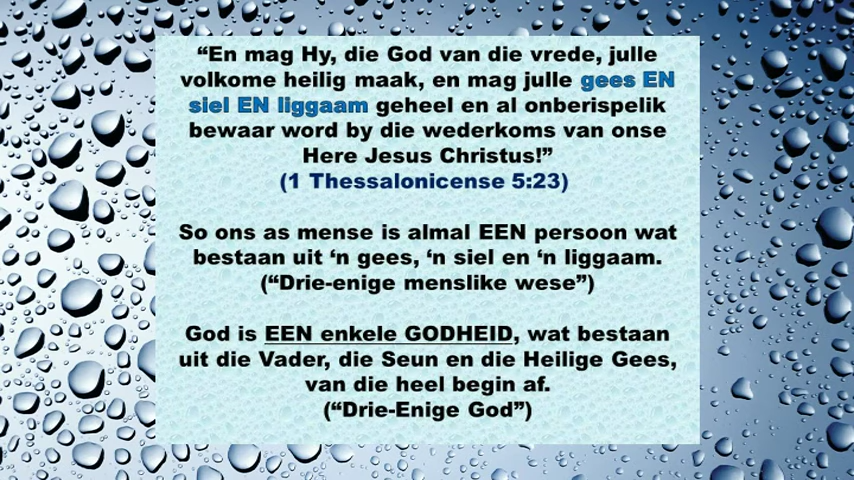 “En mag Hy, die God van die vrede, julle
volkome heilig maak, en mag julle gees EN
siel EN liggaam geheel en al onberispelik
bewaar word by die wederkoms van onse
Here Jesus Christus!”
(1 Thessalonicense 5:23)
So ons as mense is almal EEN persoon wat
bestaan uit ‘n gees, ‘n siel en ‘n liggaam.
(“Drie-enige menslike wese”)
God is EEN enkele GODHEID, wat bestaan
uit die Vader, die Seun en die Heilige Gees,
van die heel begin af.
(“Drie-Enige God”)